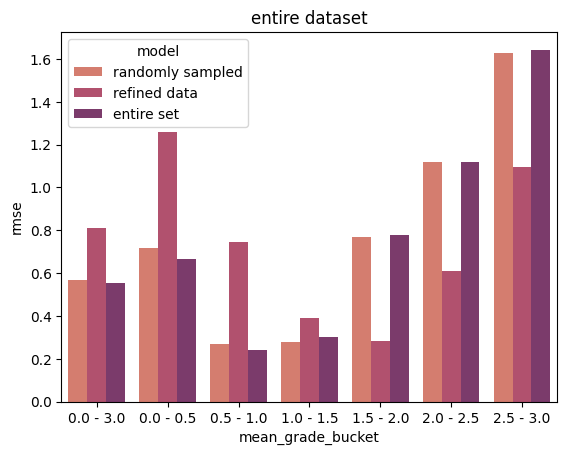 entire dataset
model
randomly sampled
refined data
entire set
1.6
1.4
1.2
1.0
0.8
0.6
0.4
0.2
0.0
rmse
0.0 - 3.0 0.0 - 0.5 0.5 - 1.0 1.0 - 1.5 1.5 - 2.0 2.0 - 2.5 2.5 - 3.0
mean_grade_bucket